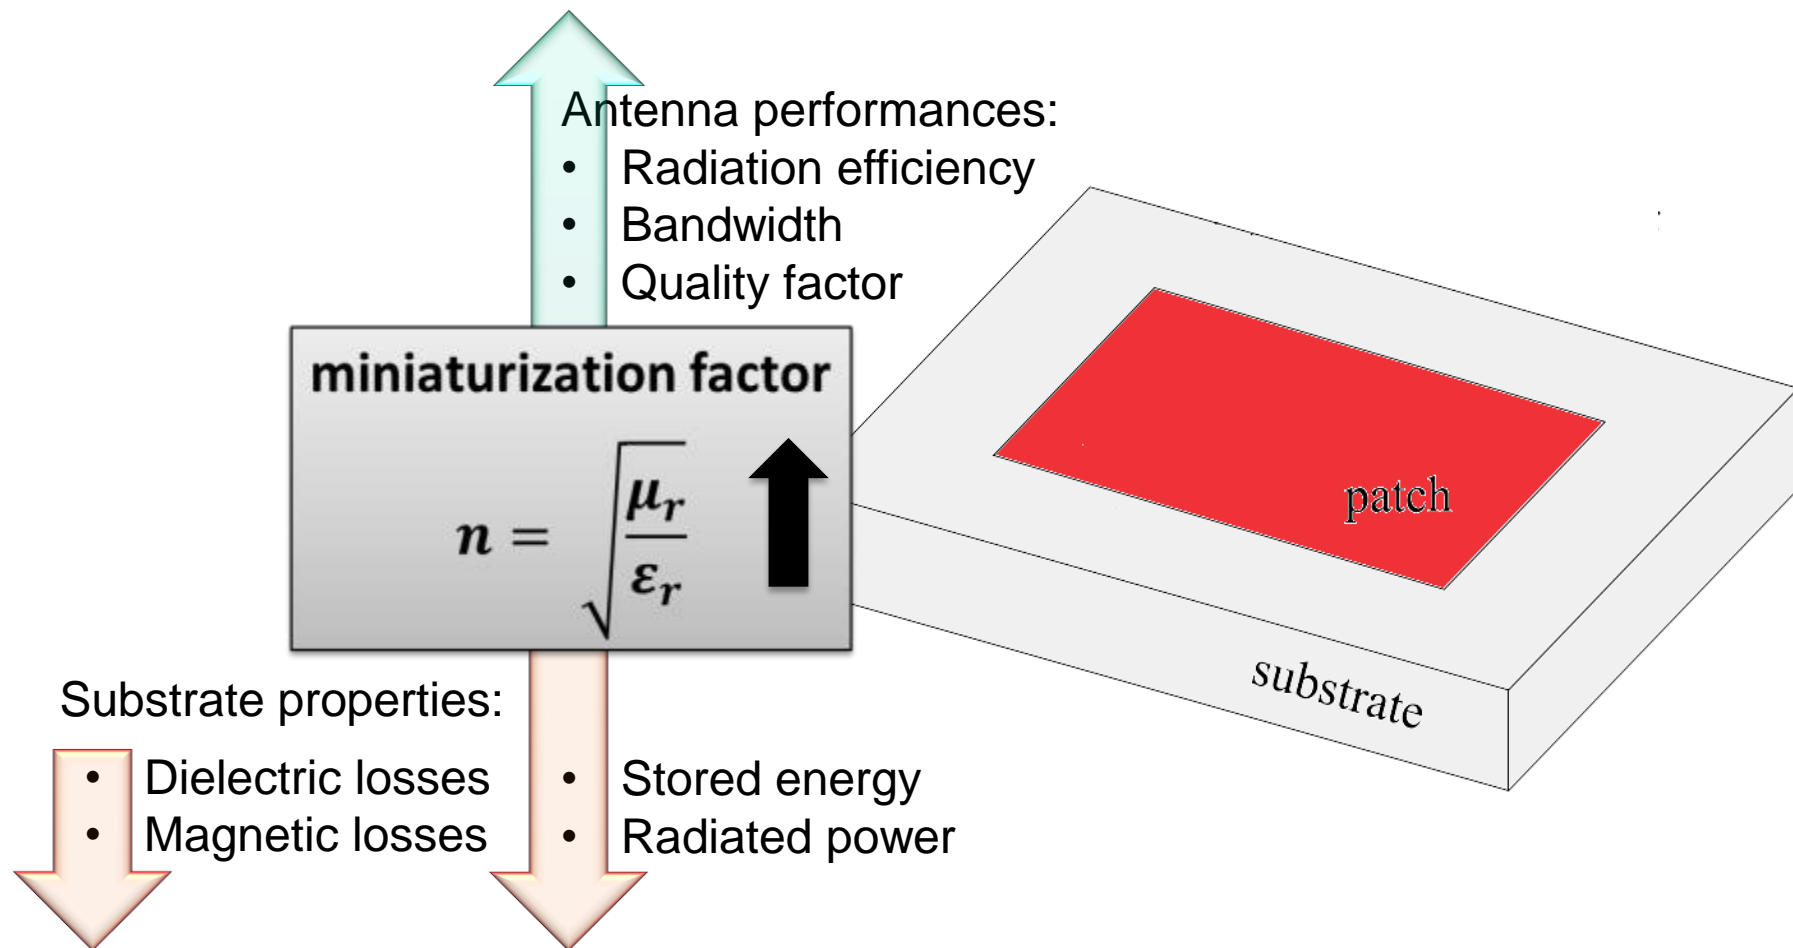 Antenna performances:
• Radiation efficiency
• Bandwidth
• Quality factor
miniaturization factor
n = √(μr/εr)
patch
substrate
Substrate properties:
• Dielectric losses
• Magnetic losses
• Stored energy
• Radiated power